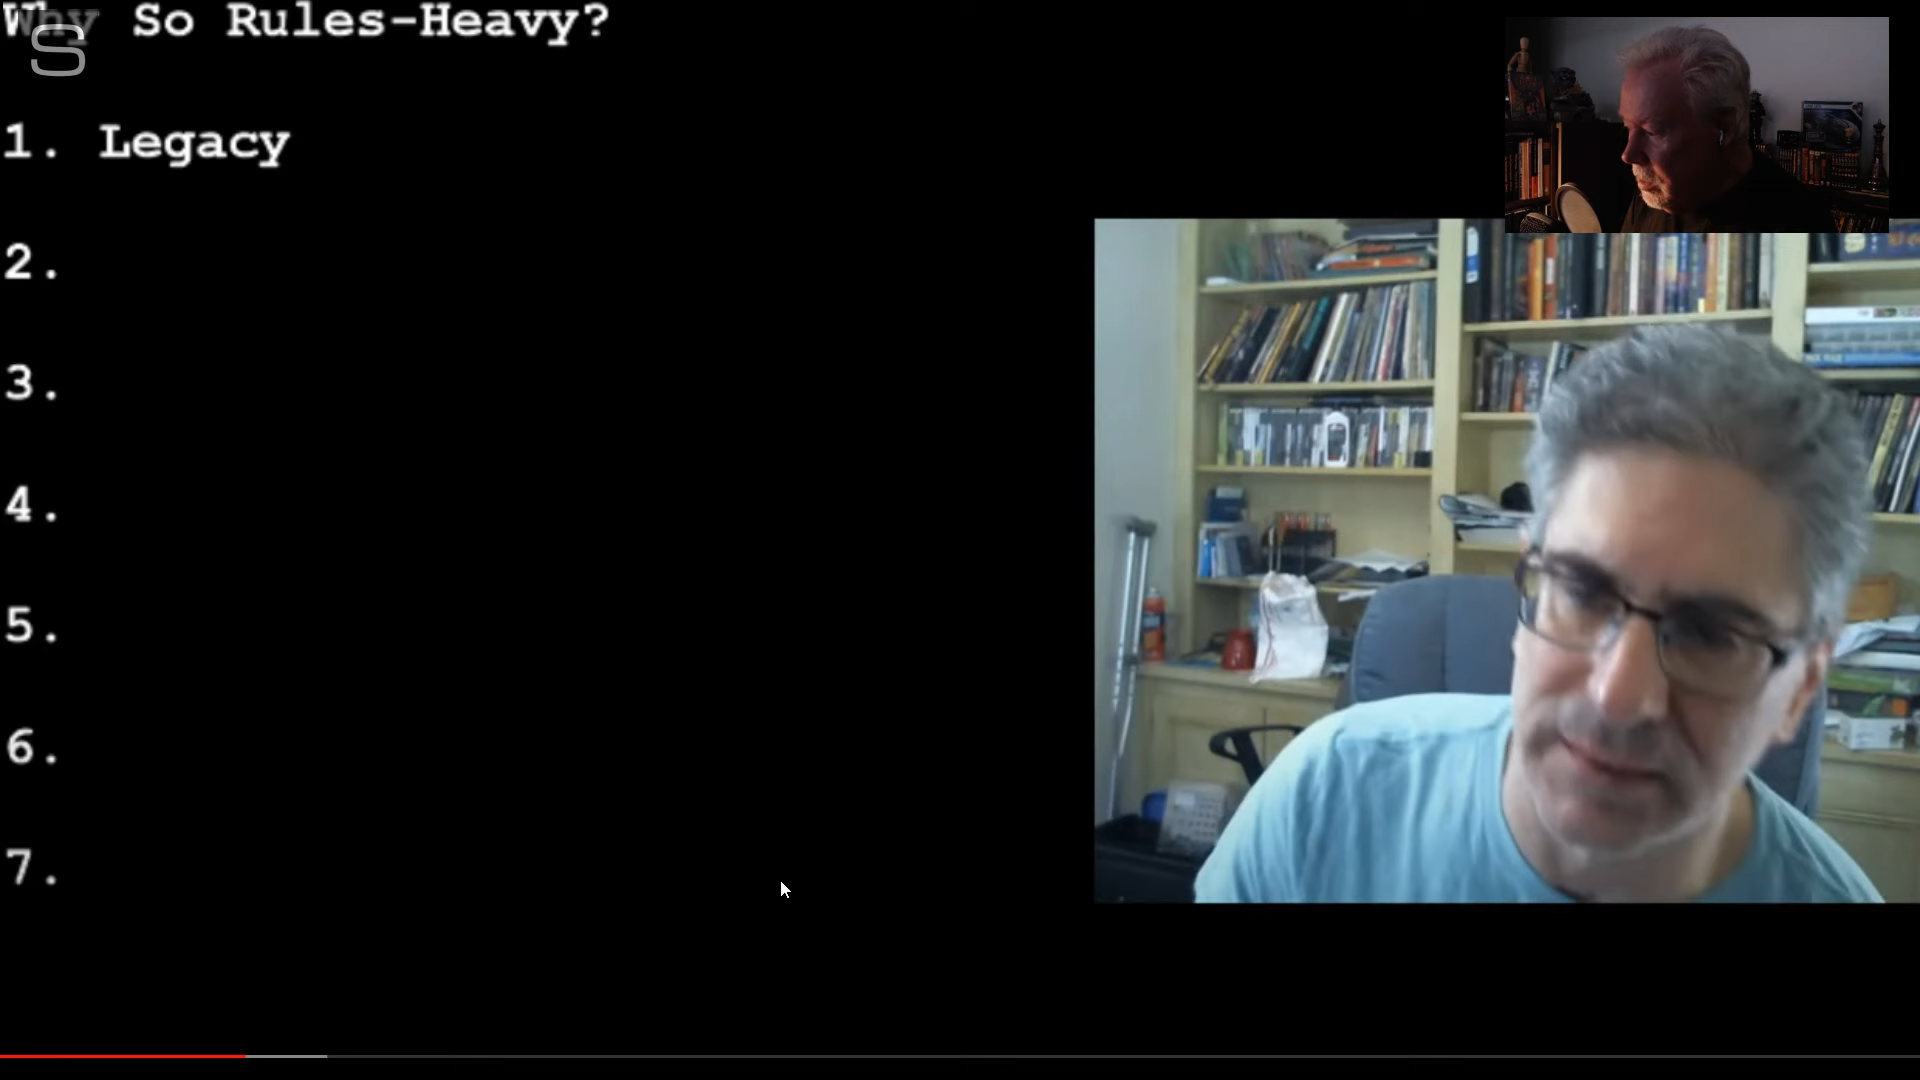 Why So Rules-Heavy?
S
1. Legacy
2.
3.
4.
5.
6.
7.